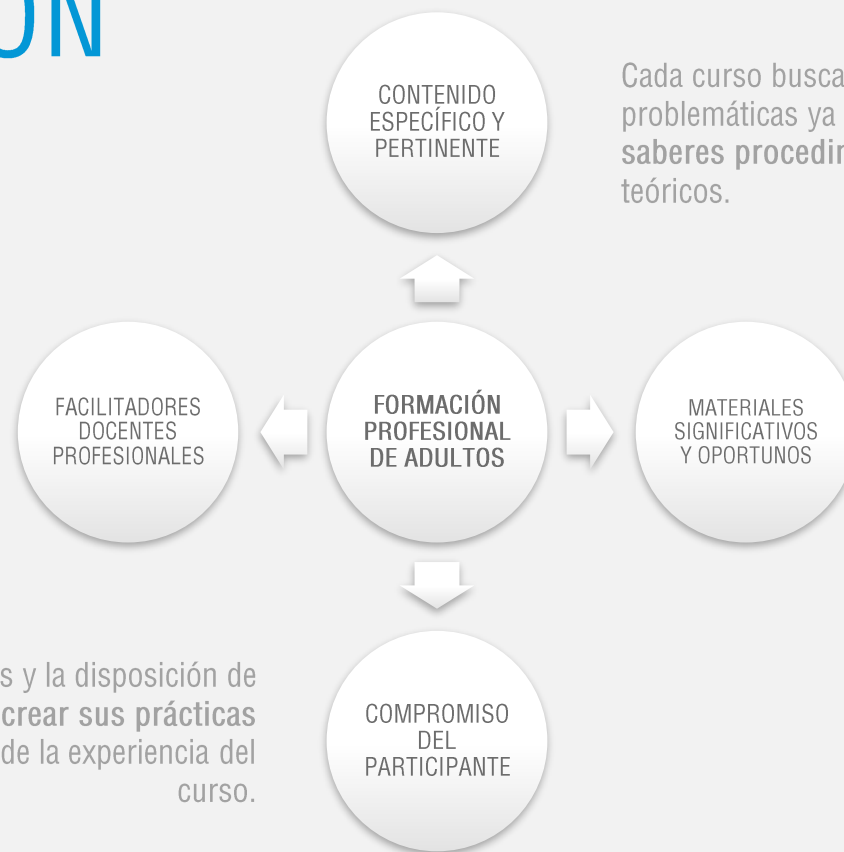 ÓN
CONTENIDO
ESPECÍFICO Y
PERTINENTE
Cada curso busca
problemáticas ya
saberes procedim
teóricos.
FACILITADORES
DOCENTES
PROFESIONALES
FORMACIÓN
PROFESIONAL
DE ADULTOS
MATERIALES
SIGNIFICATIVOS
Y OPORTUNOS
s y la disposición de
crear sus prácticas
de la experiencia del
curso.
COMPROMISO
DEL
PARTICIPANTE